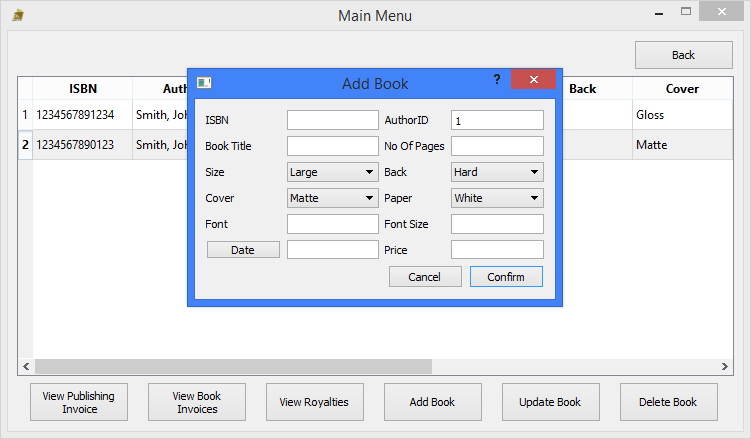 Main Menu
Back
ISBN Auth Back Cover
1 1234567891234 Smith, Joh Gloss
2 1234567890123 Smith, Joh Matte
Add Book
?
ISBN AuthorID 1
Book Title No Of Pages
Size Large Back Hard
Cover Matte Paper White
Font Font Size
Date Price
Cancel Confirm
View Publishing
Invoice
View Book
Invoices
View Royalties
Add Book
Update Book
Delete Book